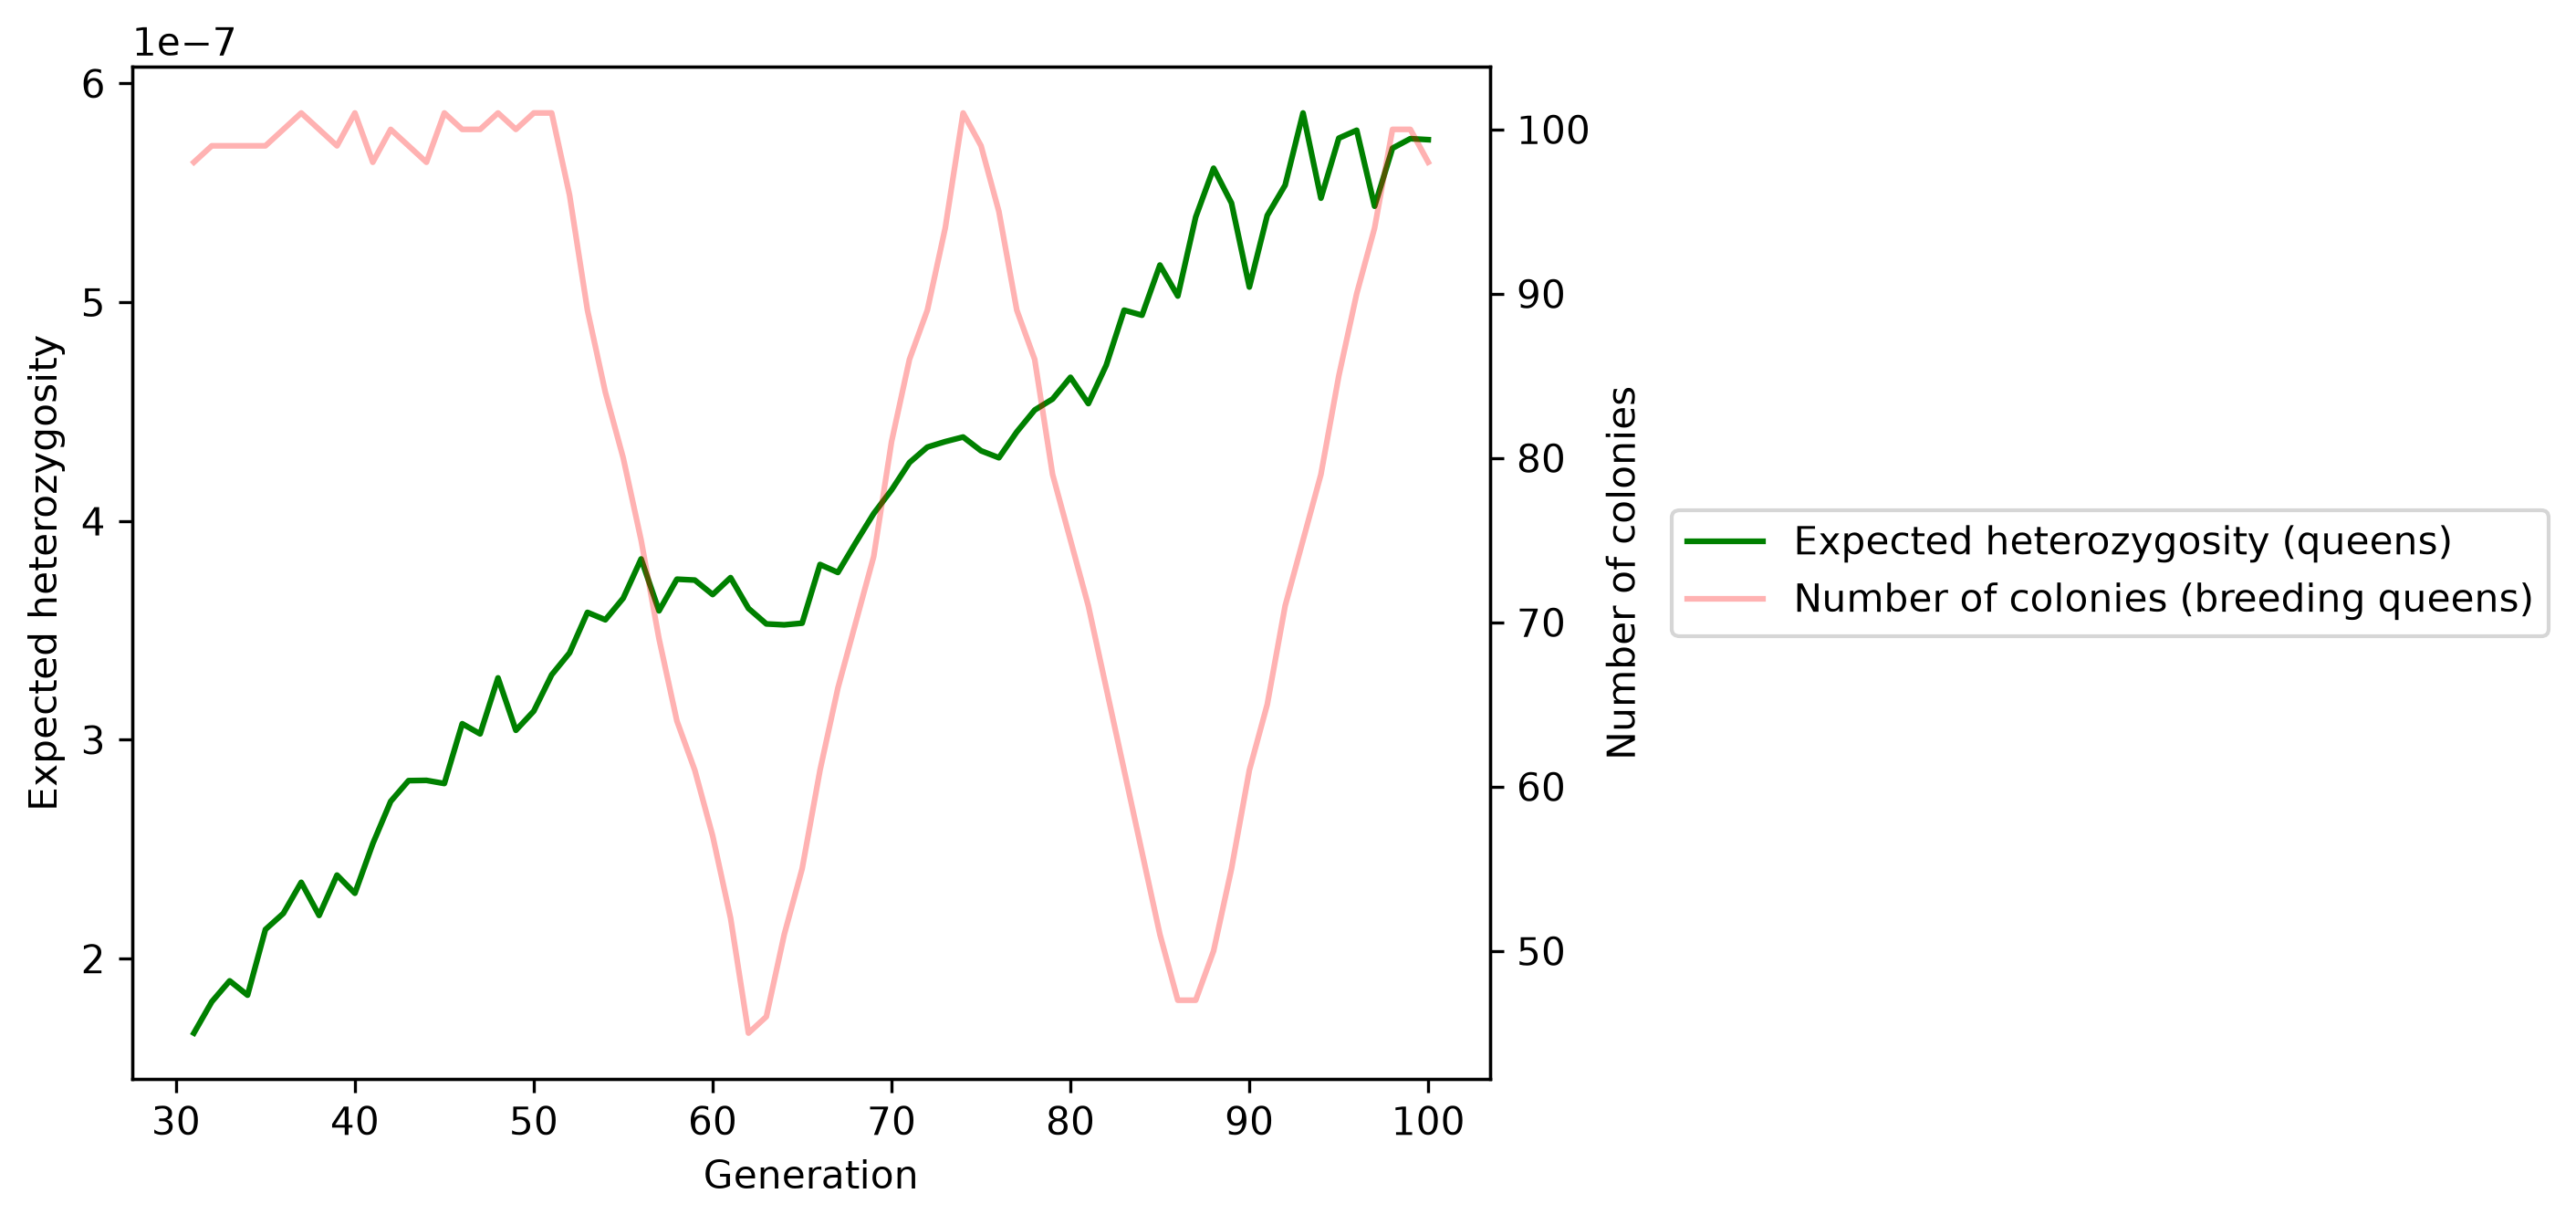 1e−7
6
5
4
3
2
Expected heterozygosity
100
90
80
70
60
50
Number of colonies
30 40 50 60 70 80 90 100
Generation
Expected heterozygosity (queens)
Number of colonies (breeding queens)